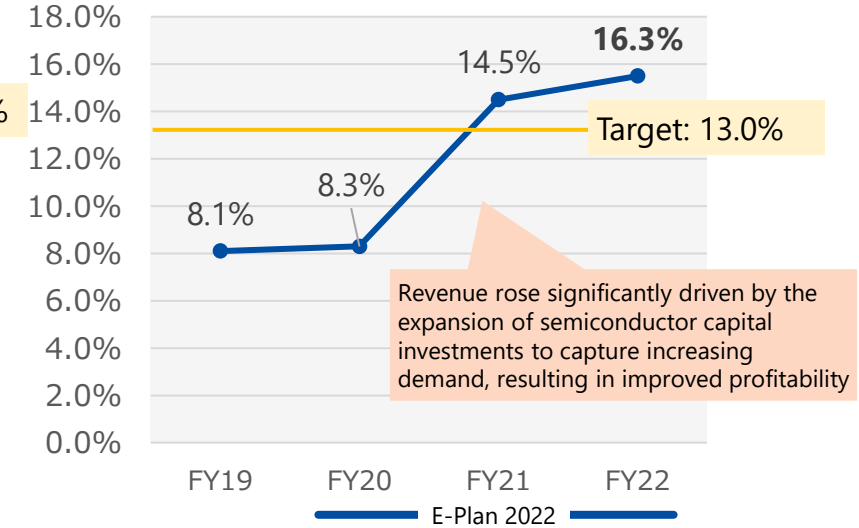 18.0%
16.0%
14.0%
12.0%
10.0%
8.0%
6.0%
4.0%
2.0%
0.0%
%
8.1%
8.3%
14.5%
16.3%
Target: 13.0%
Revenue rose significantly driven by the
expansion of semiconductor capital
investments to capture increasing
demand, resulting in improved profitability
FY19 FY20 FY21 FY22
E-Plan 2022